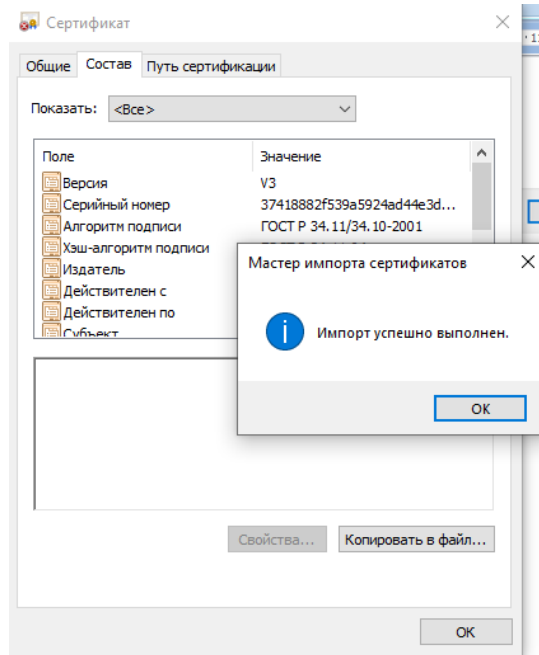 Сертификат
Общие Состав Путь сертификации
Показать: <Все>
Поле Значение
Версия V3
Серийный номер 37418882f539a5924ad44e3d...
Алгоритм подписи ГОСТ Р 34.11/34.10-2001
Хэш-алгоритм подписи
Издатель
Действителен с
Действителен по
Субъект
Мастер импорта сертификатов
Импорт успешно выполнен.
ОК
Свойства... Копировать в файл...
ОК